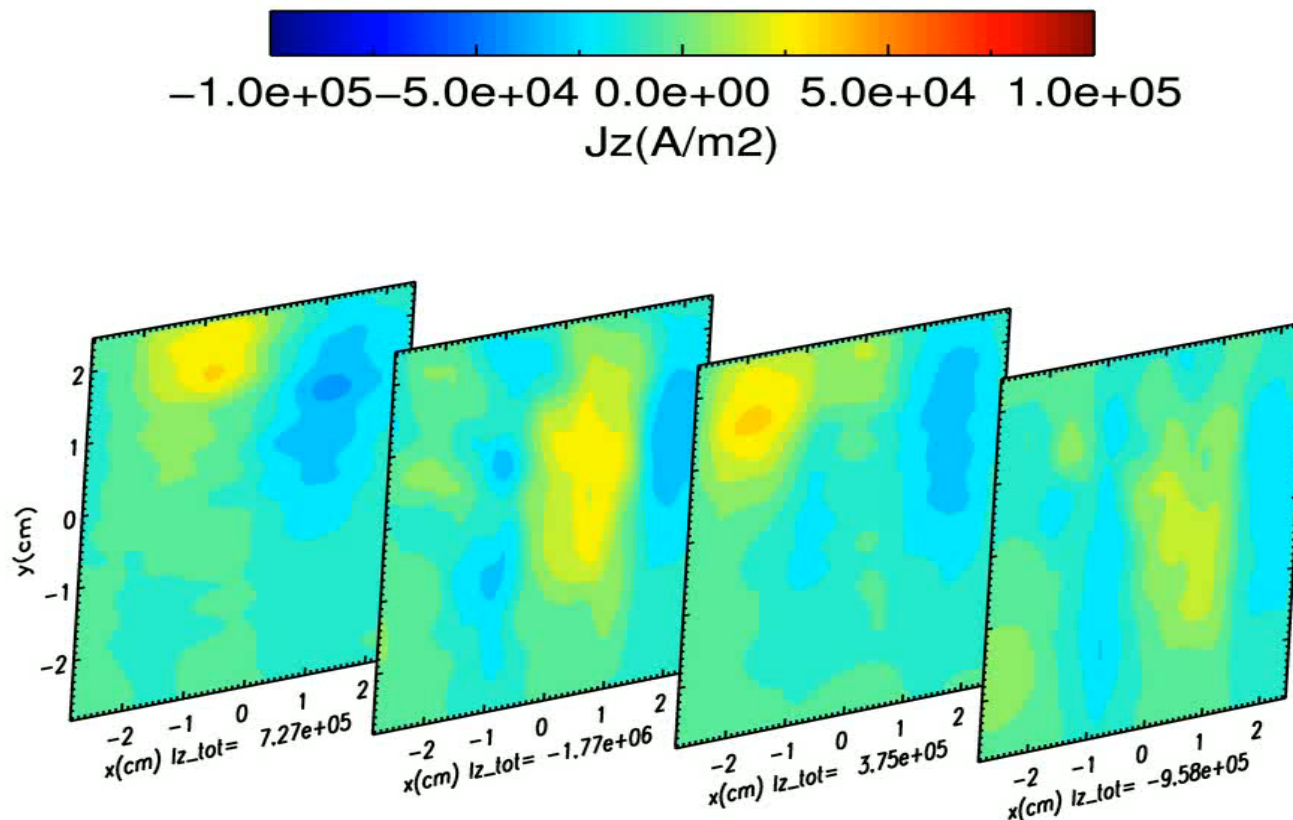 −1.0e+05 −5.0e+04 0.0e+00 5.0e+04 1.0e+05
Jz(A/m2)
y(cm)
2
1
0
−1
−2
−2 −1 0 1 2
x(cm) Iz_tot= 7.27e+05
−2 −1 0 1 2
x(cm) Iz_tot= −1.77e+06
−2 −1 0 1 2
x(cm) Iz_tot= 3.75e+05
−2 −1 0 1 2
x(cm) Iz_tot= −9.58e+05